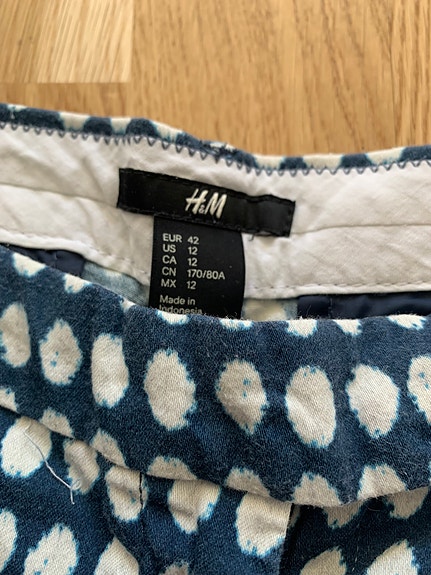 H&M
EUR 42
US 12
CA 12
CN 170/80A
MX 12
Made in
Indonesia